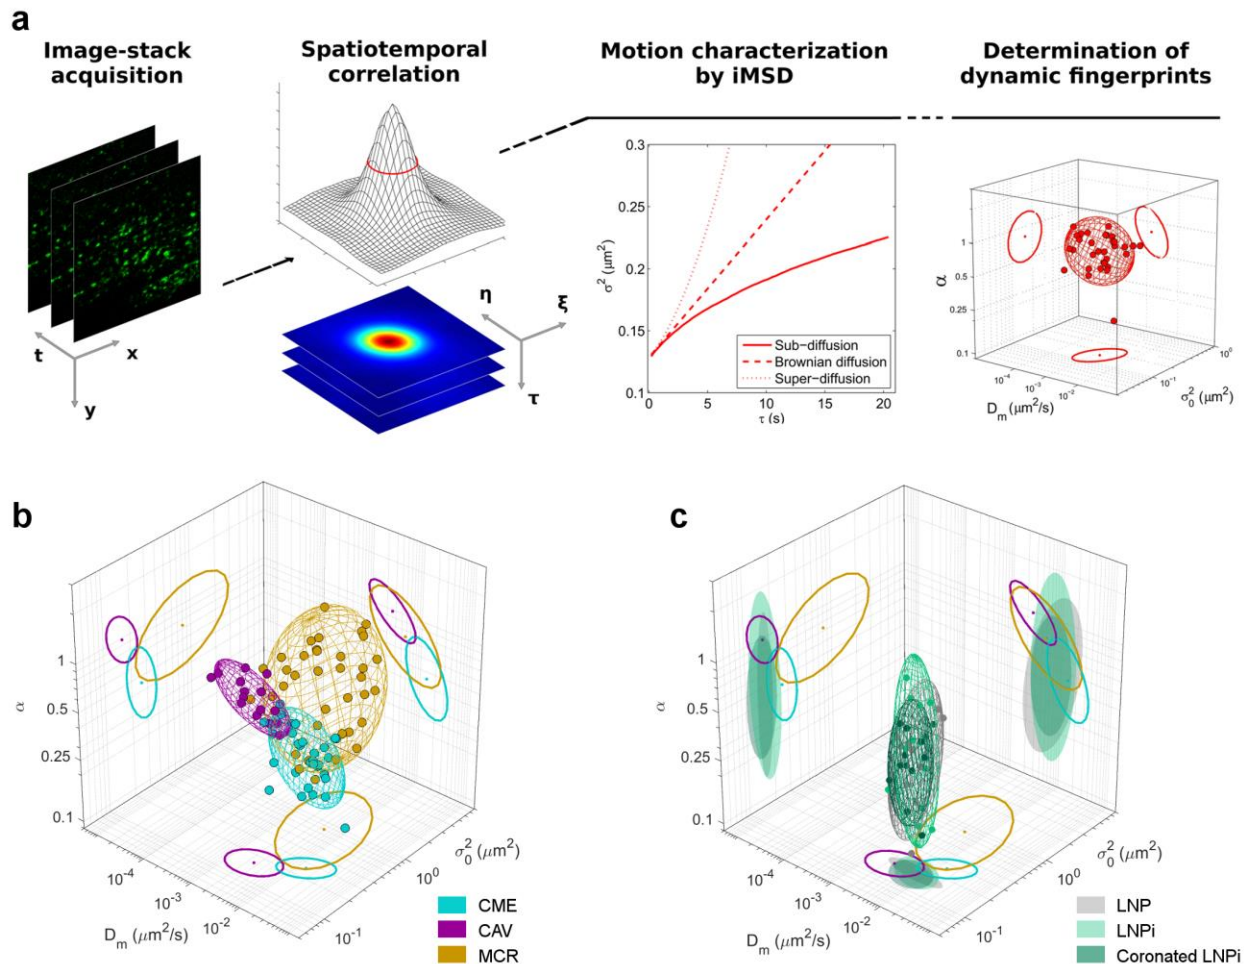 a
Image-stack
acquisition
Spatiotemporal
correlation
Motion characterization
by iMSD
Determination of
dynamic fingerprints
t
x
y
η
ξ
τ
σ² (μm²)
0.3
0.25
0.2
0.15
0.1
0
5
10
15
20
τ (s)
Sub-diffusion
Brownian diffusion
Super-diffusion
α
1
0.5
0.25
0.1
10⁻⁴
10⁻³
10⁻²
Dₘ (μm²/s)
10⁻¹
10⁰
σ₀² (μm²)
b
α
1
0.5
0.25
0.1
10⁻⁴
10⁻³
10⁻²
Dₘ (μm²/s)
10⁻¹
10⁰
σ₀² (μm²)
CME
CAV
MCR
c
α
1
0.5
0.25
0.1
10⁻⁴
10⁻³
10⁻²
Dₘ (μm²/s)
10⁻¹
10⁰
σ₀² (μm²)
LNP
LNPi
Coronated LNPi